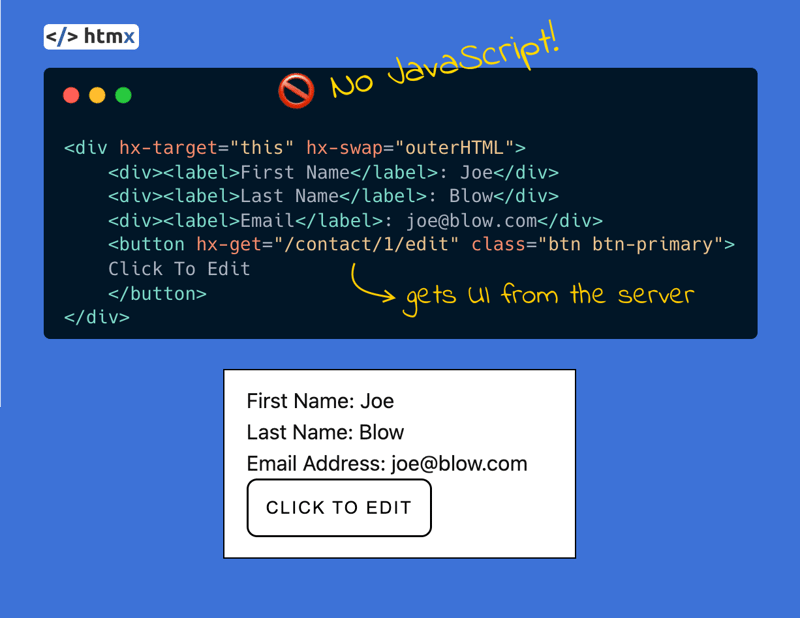 </> htmx
No JavaScript!
<div hx-target="this" hx-swap="outerHTML">
<div><label>First Name</label>: Joe</div>
<div><label>Last Name</label>: Blow</div>
<div><label>Email</label>: joe@blow.com</div>
<button hx-get="/contact/1/edit" class="btn btn-primary">
Click To Edit
</button>
gets UI from the server
</div>
First Name: Joe
Last Name: Blow
Email Address: joe@blow.com
CLICK TO EDIT